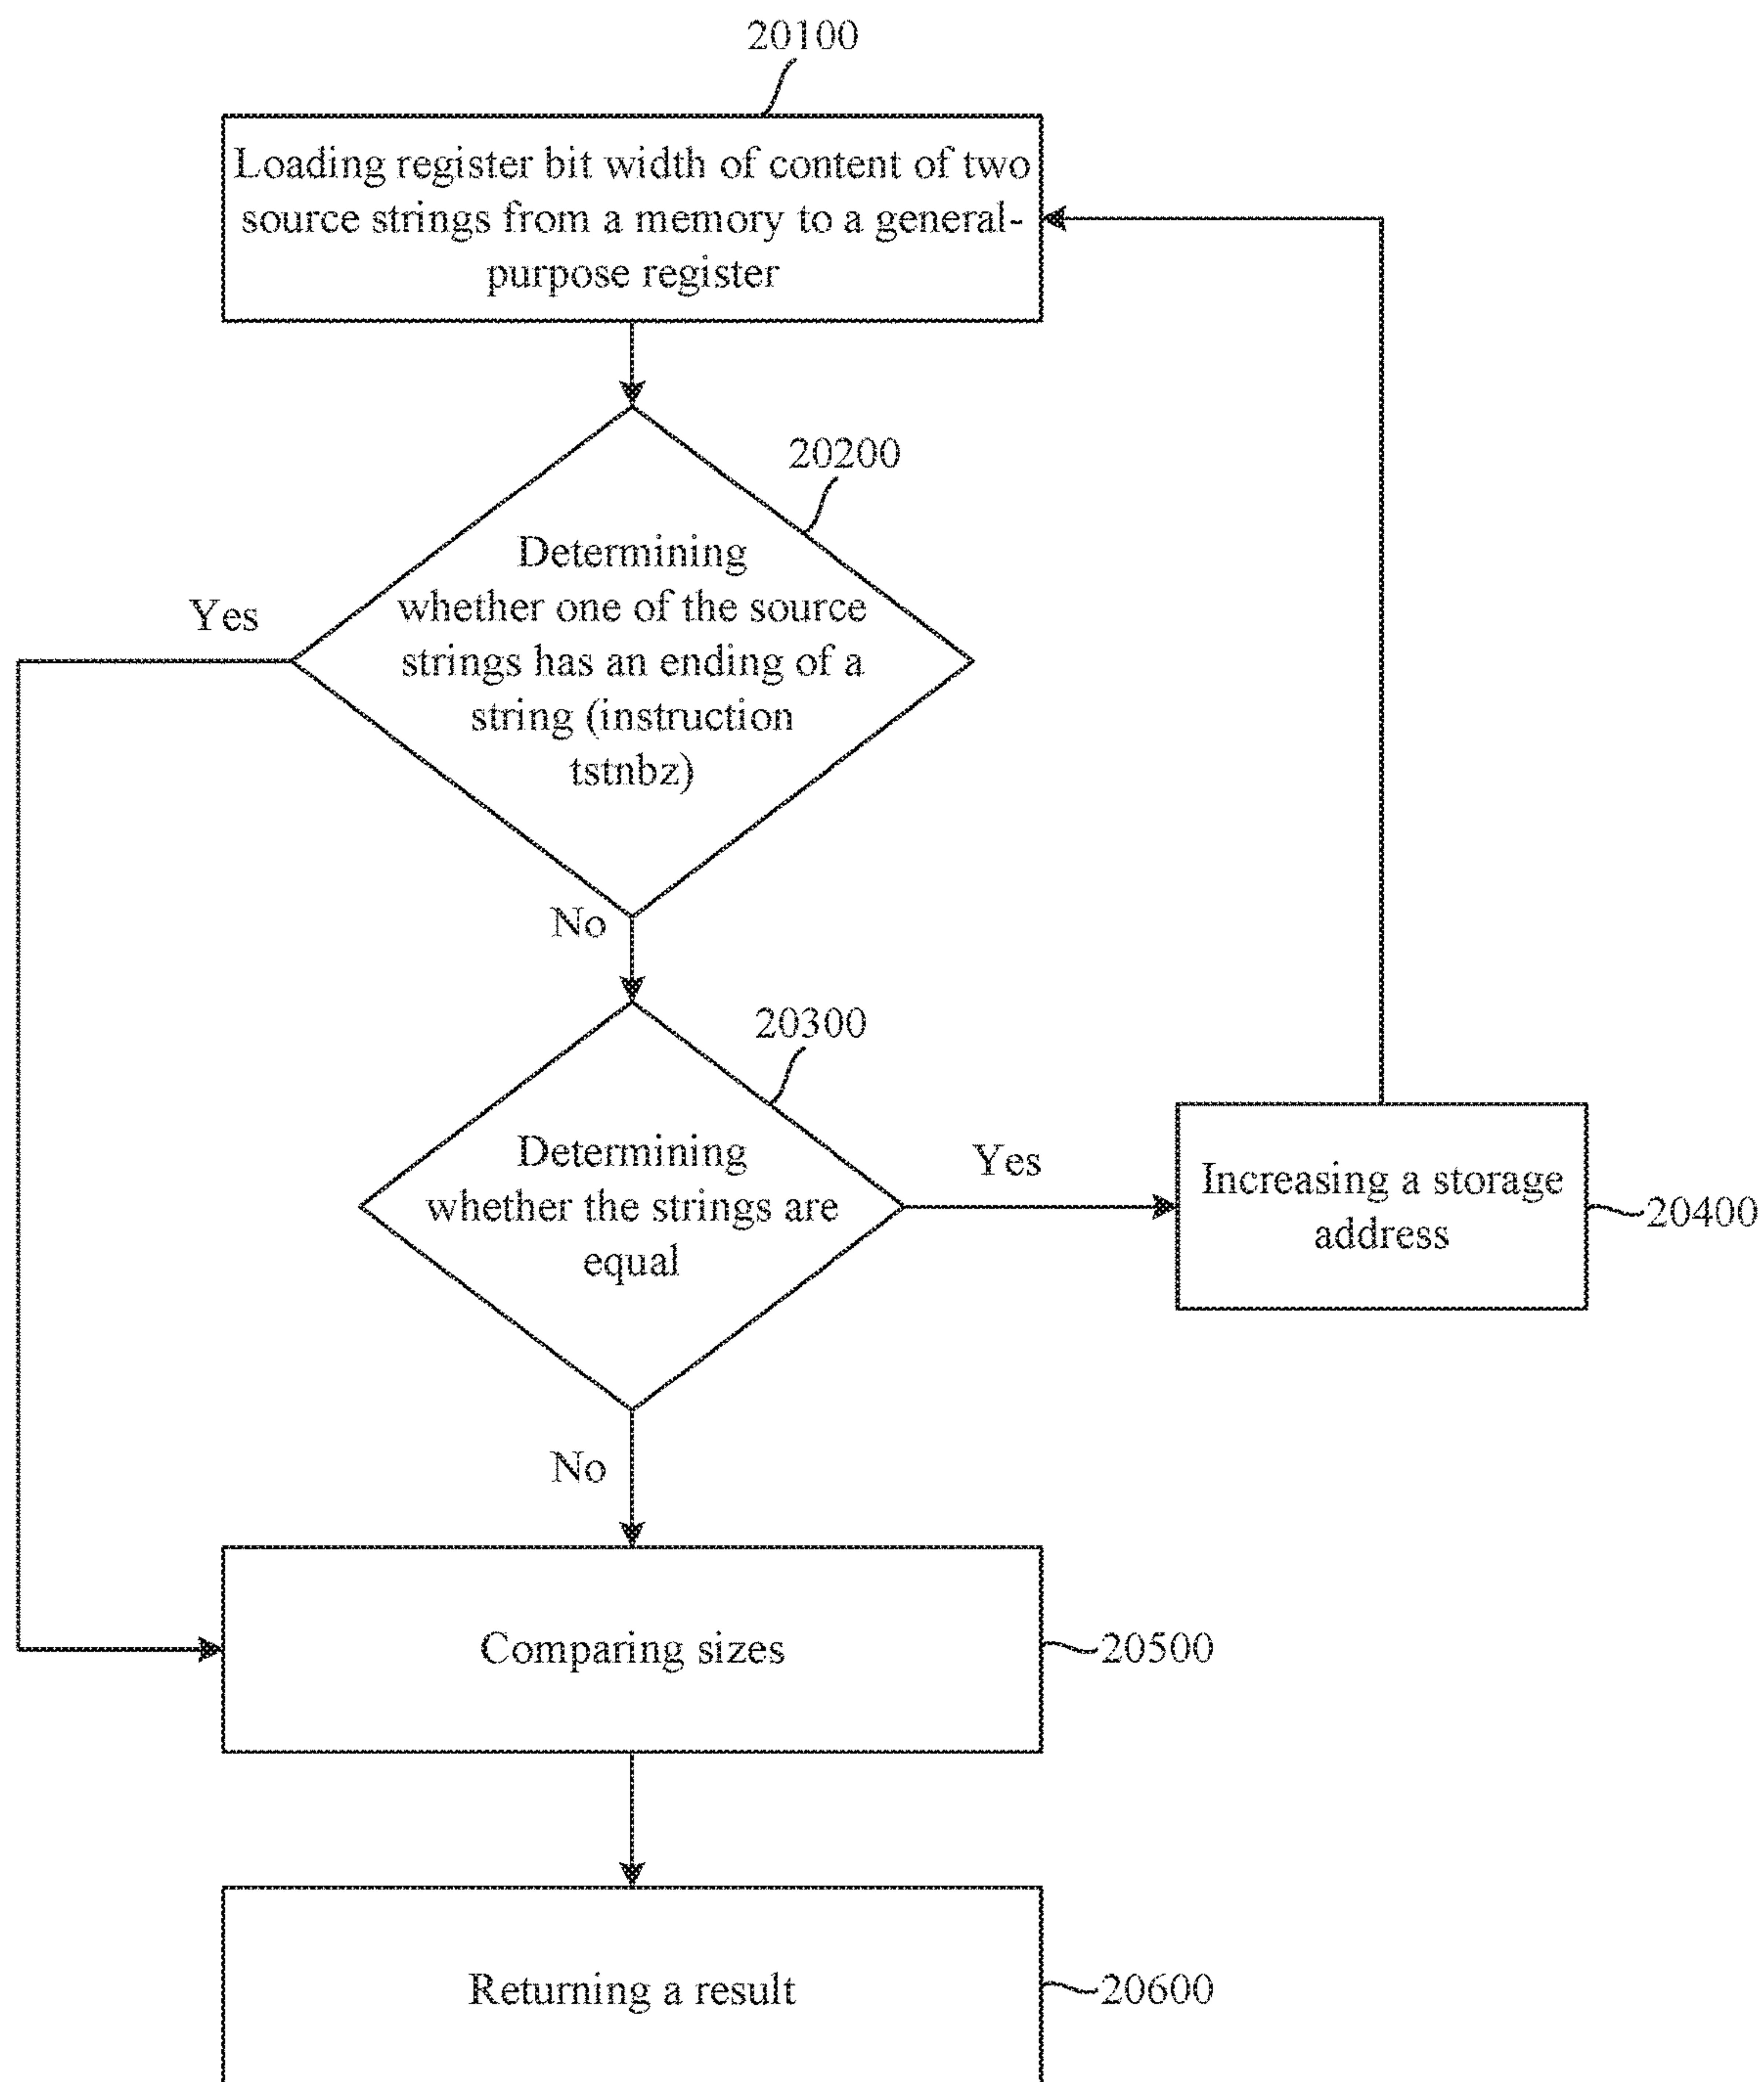 20100
Loading register bit width of content of two
source strings from a memory to a general-
purpose register
20200
Determining
whether one of the source
strings has an ending of a
string (instruction
tstnbz)
Yes
No
20300
Determining
whether the strings are
equal
Yes
Increasing a storage
address
20400
No
Comparing sizes
20500
Returning a result
20600